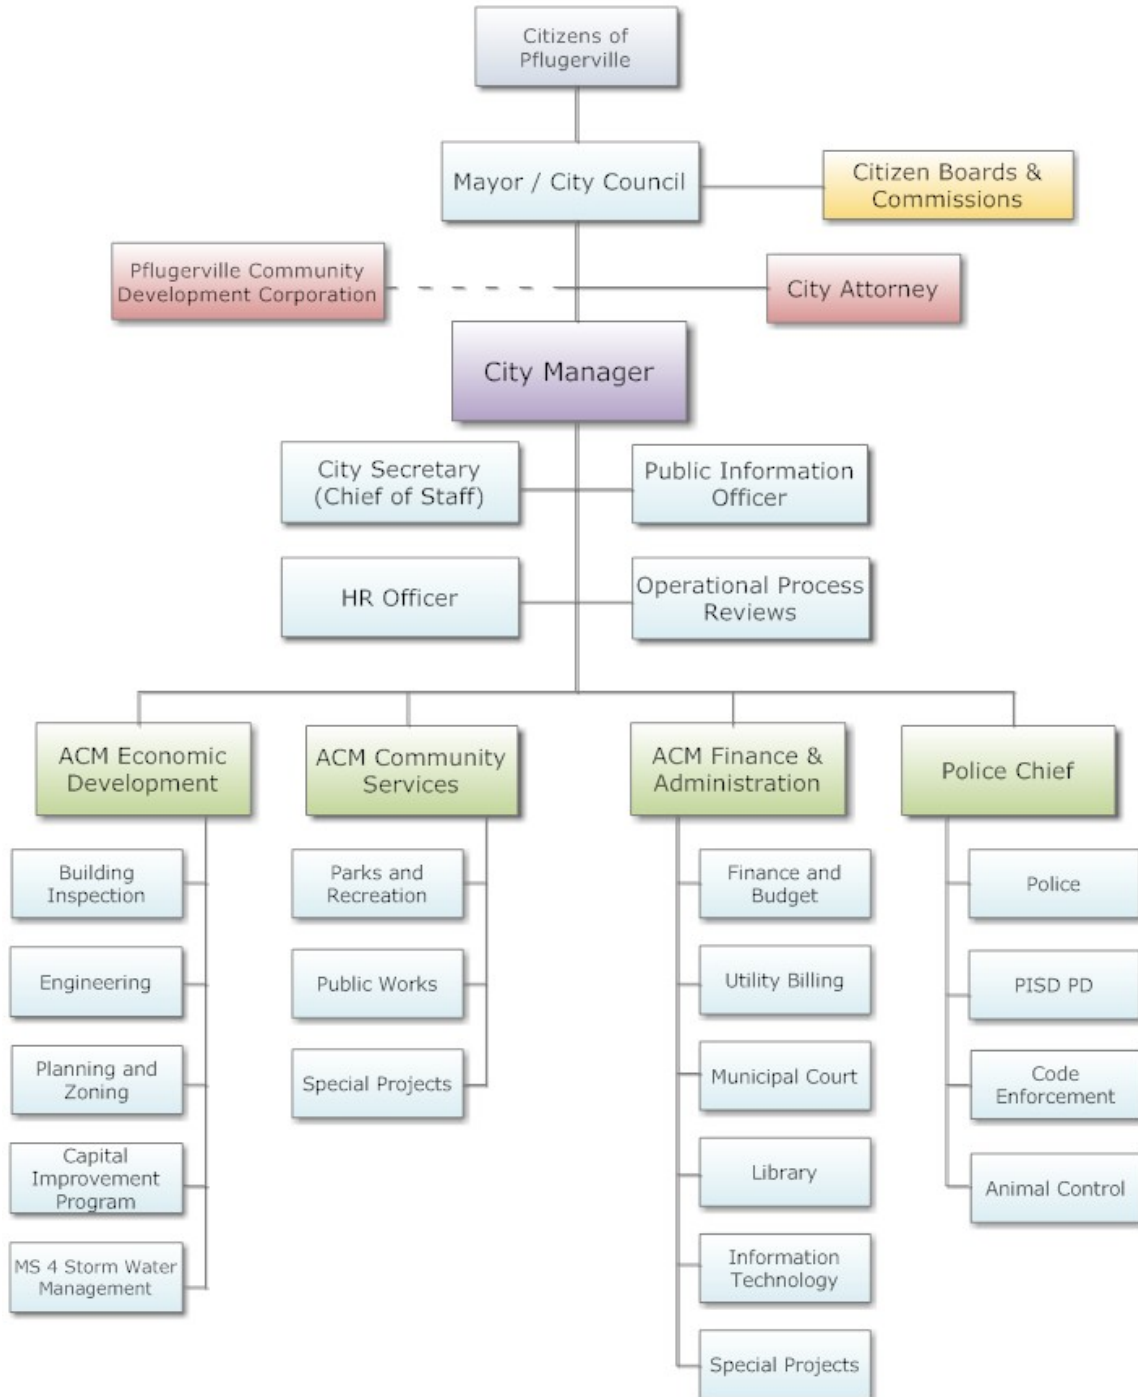 Citizens of
Pflugerville
Mayor / City Council
Citizen Boards &
Commissions
Pflugerville Community
Development Corporation
City Attorney
City Manager
City Secretary
(Chief of Staff)
Public Information
Officer
HR Officer
Operational Process
Reviews
ACM Economic
Development
ACM Community
Services
ACM Finance &
Administration
Police Chief
Building
Inspection
Engineering
Planning and
Zoning
Capital
Improvement
Program
MS 4 Storm Water
Management
Parks and
Recreation
Public Works
Special Projects
Finance and
Budget
Utility Billing
Municipal Court
Library
Information
Technology
Special Projects
Police
PISD PD
Code
Enforcement
Animal Control